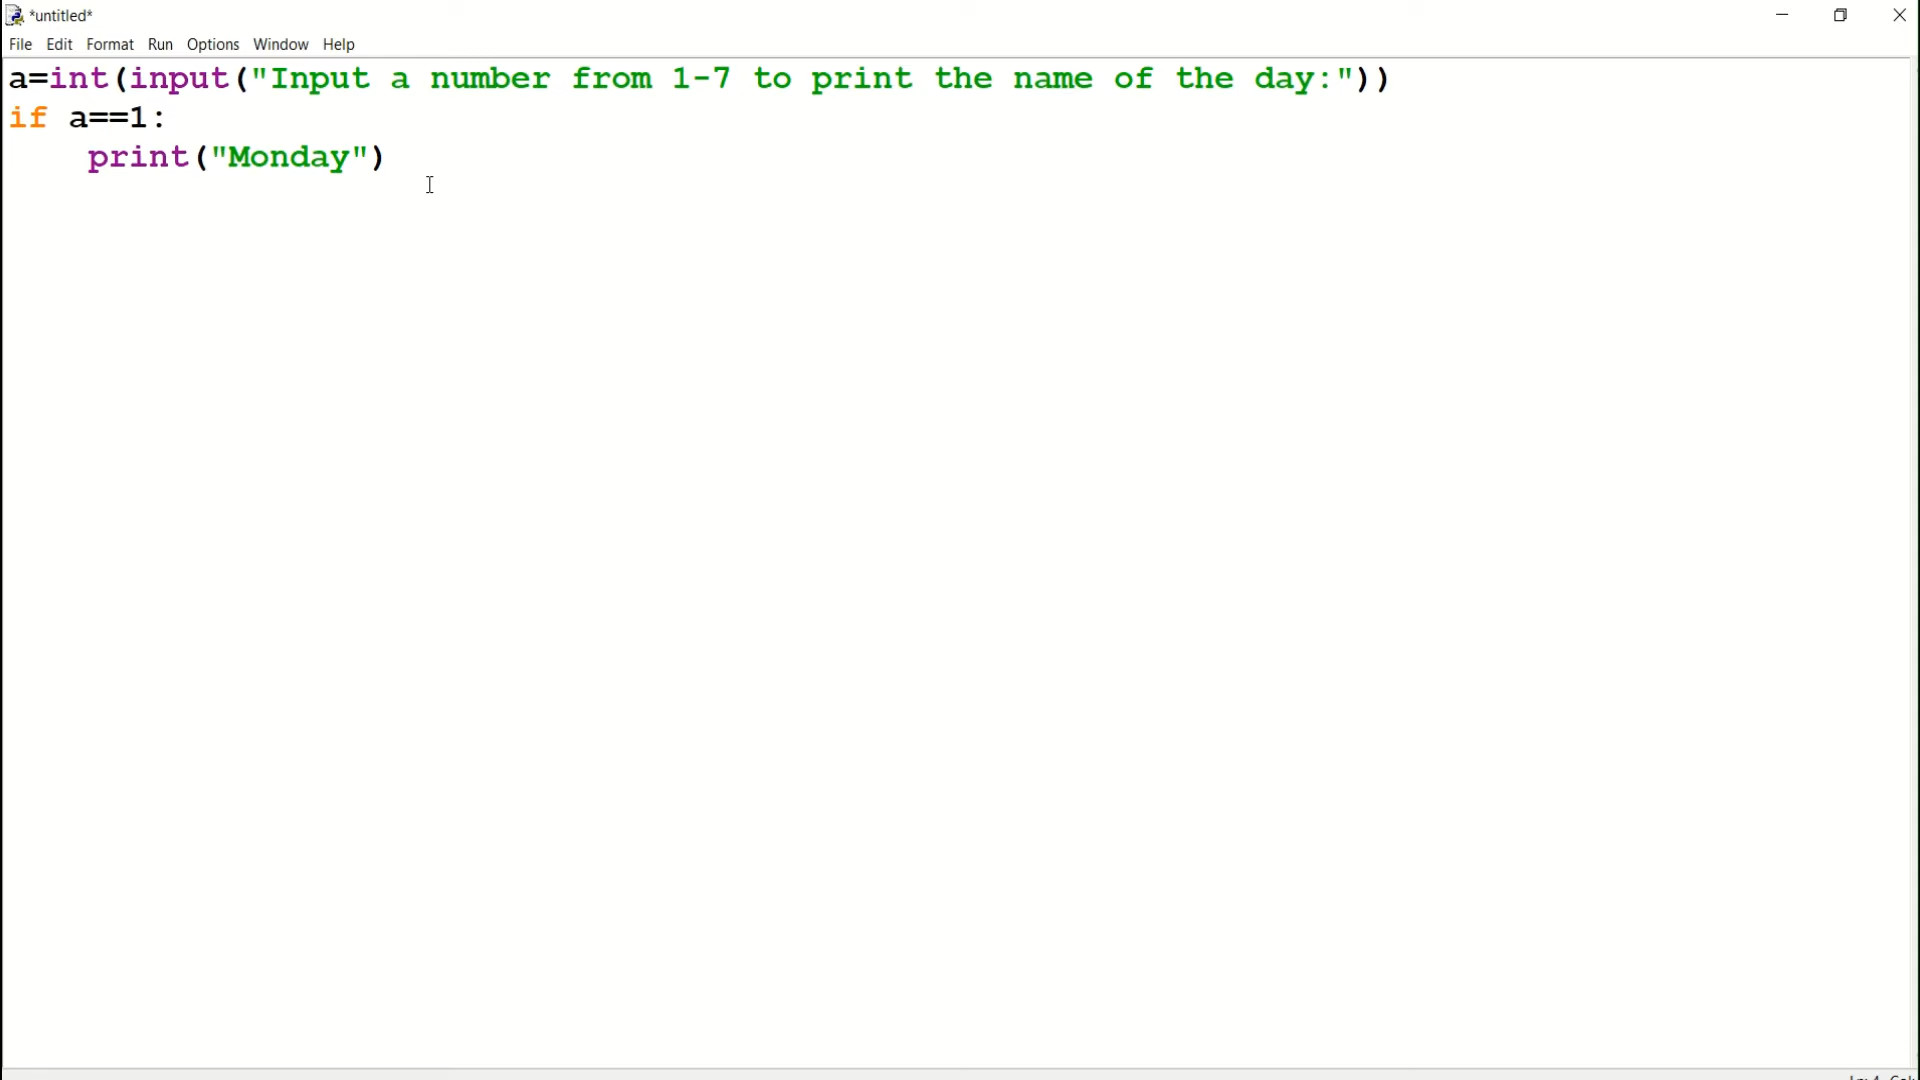 *untitled*
File Edit Format Run Options Window Help
a=int(input("Input a number from 1-7 to print the name of the day:"))
if a==1:
    print("Monday")